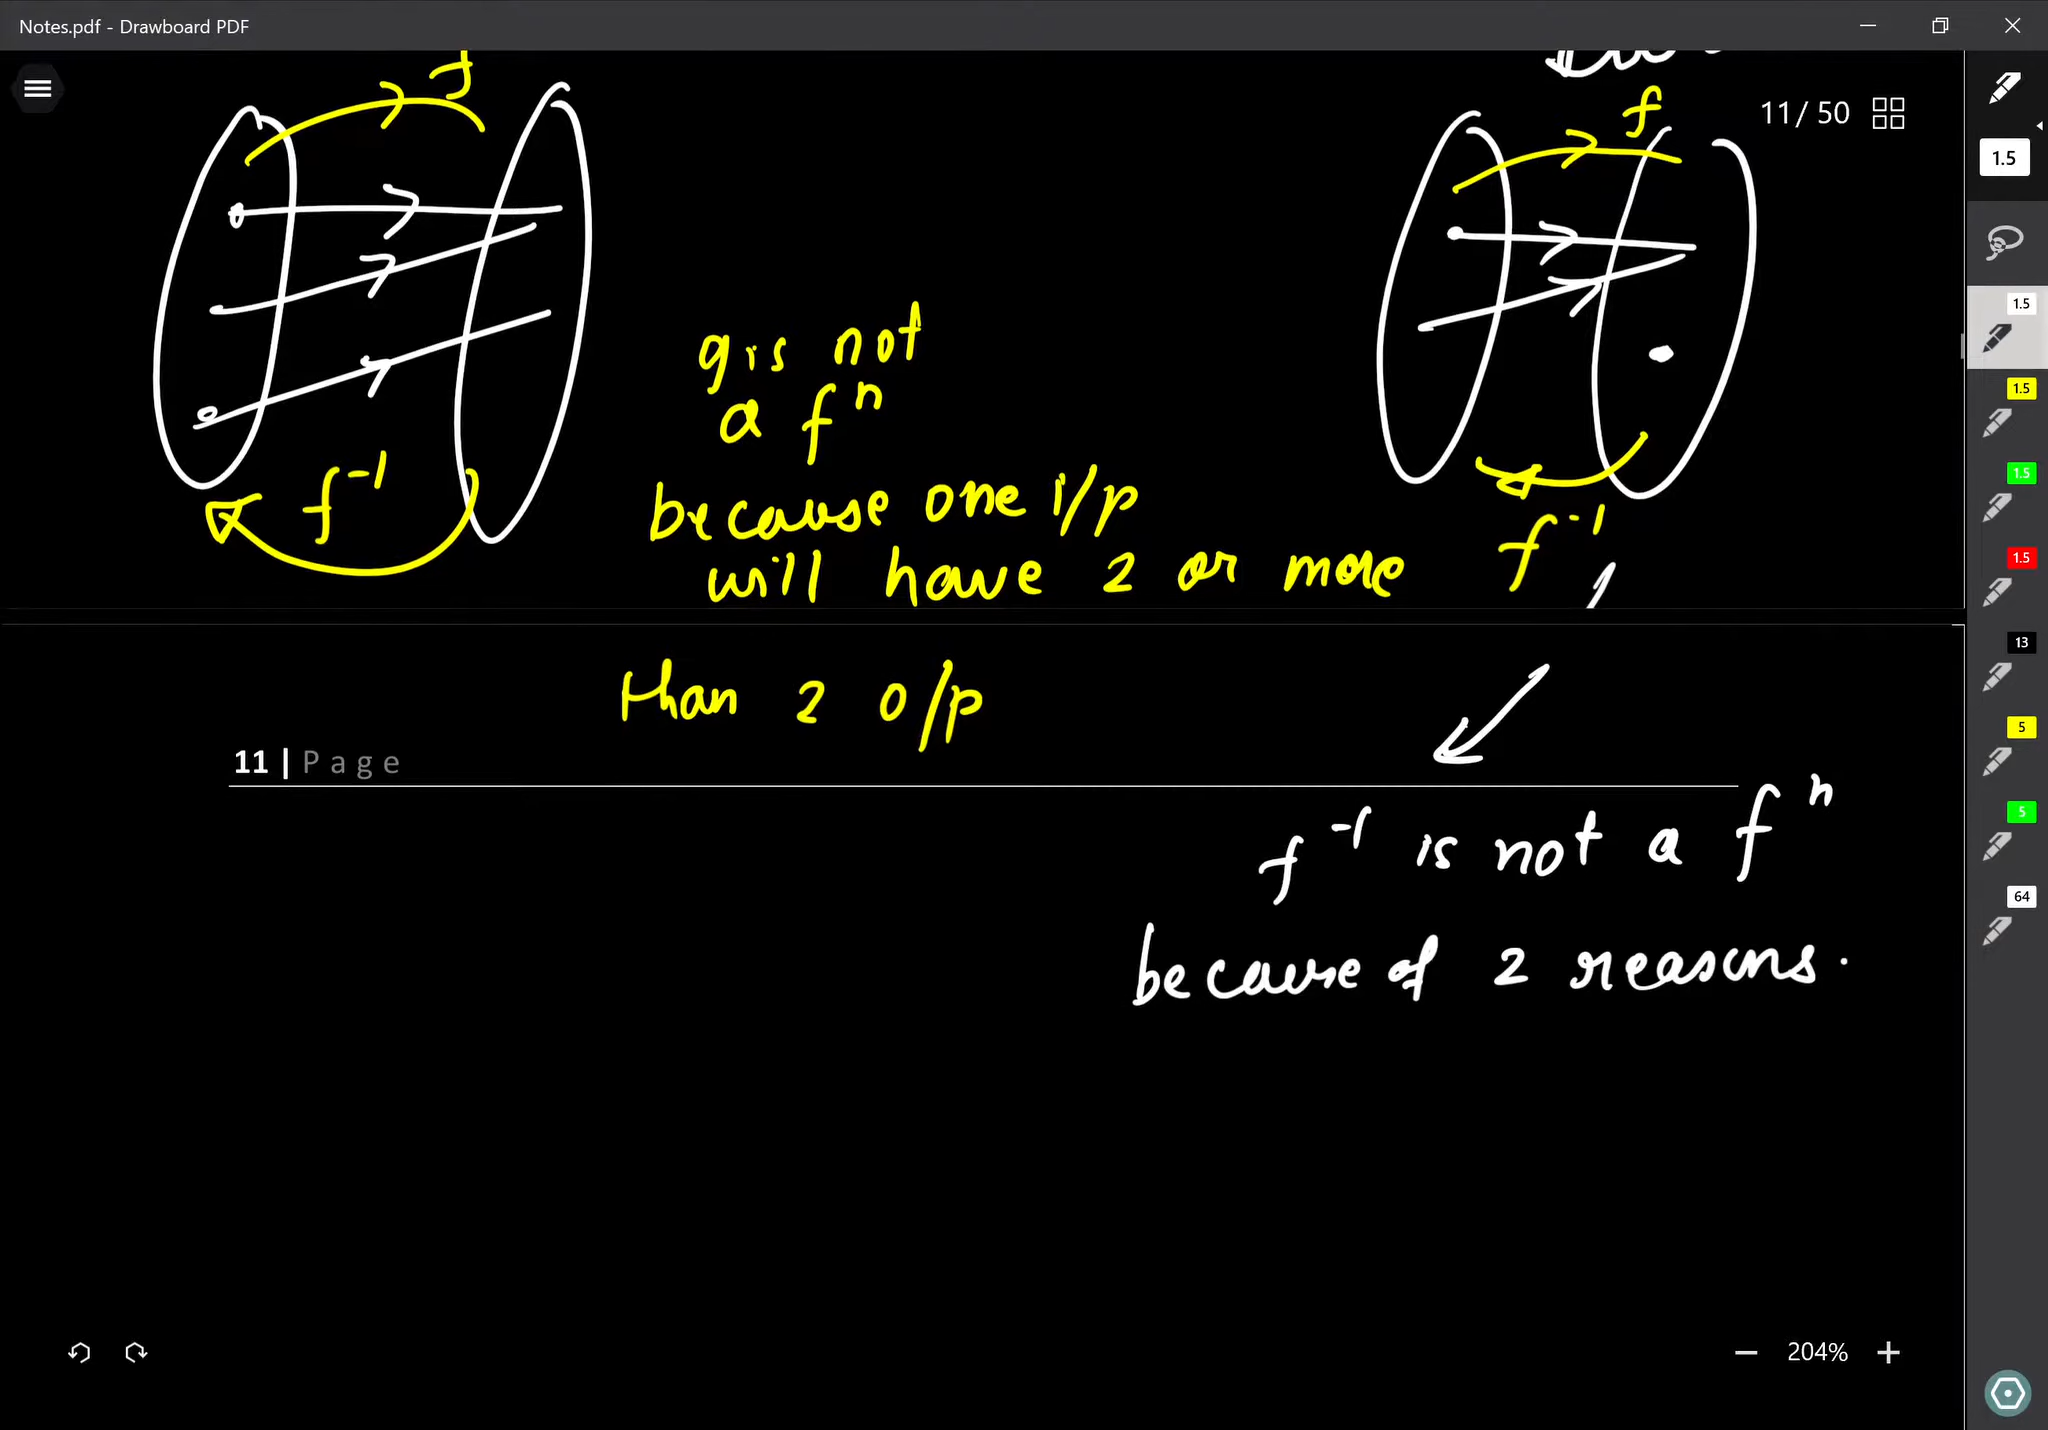 Notes.pdf - Drawboard PDF
f
f
11/ 50
1.5
1.5
g is not
a fⁿ
1.5
because one i/p
f⁻¹
f⁻¹
1.5
will have 2 or more
1.5
than 2 o/p
13
11 | Page
5
f⁻¹ is not a fⁿ
5
because of 2 reasons.
64
204%